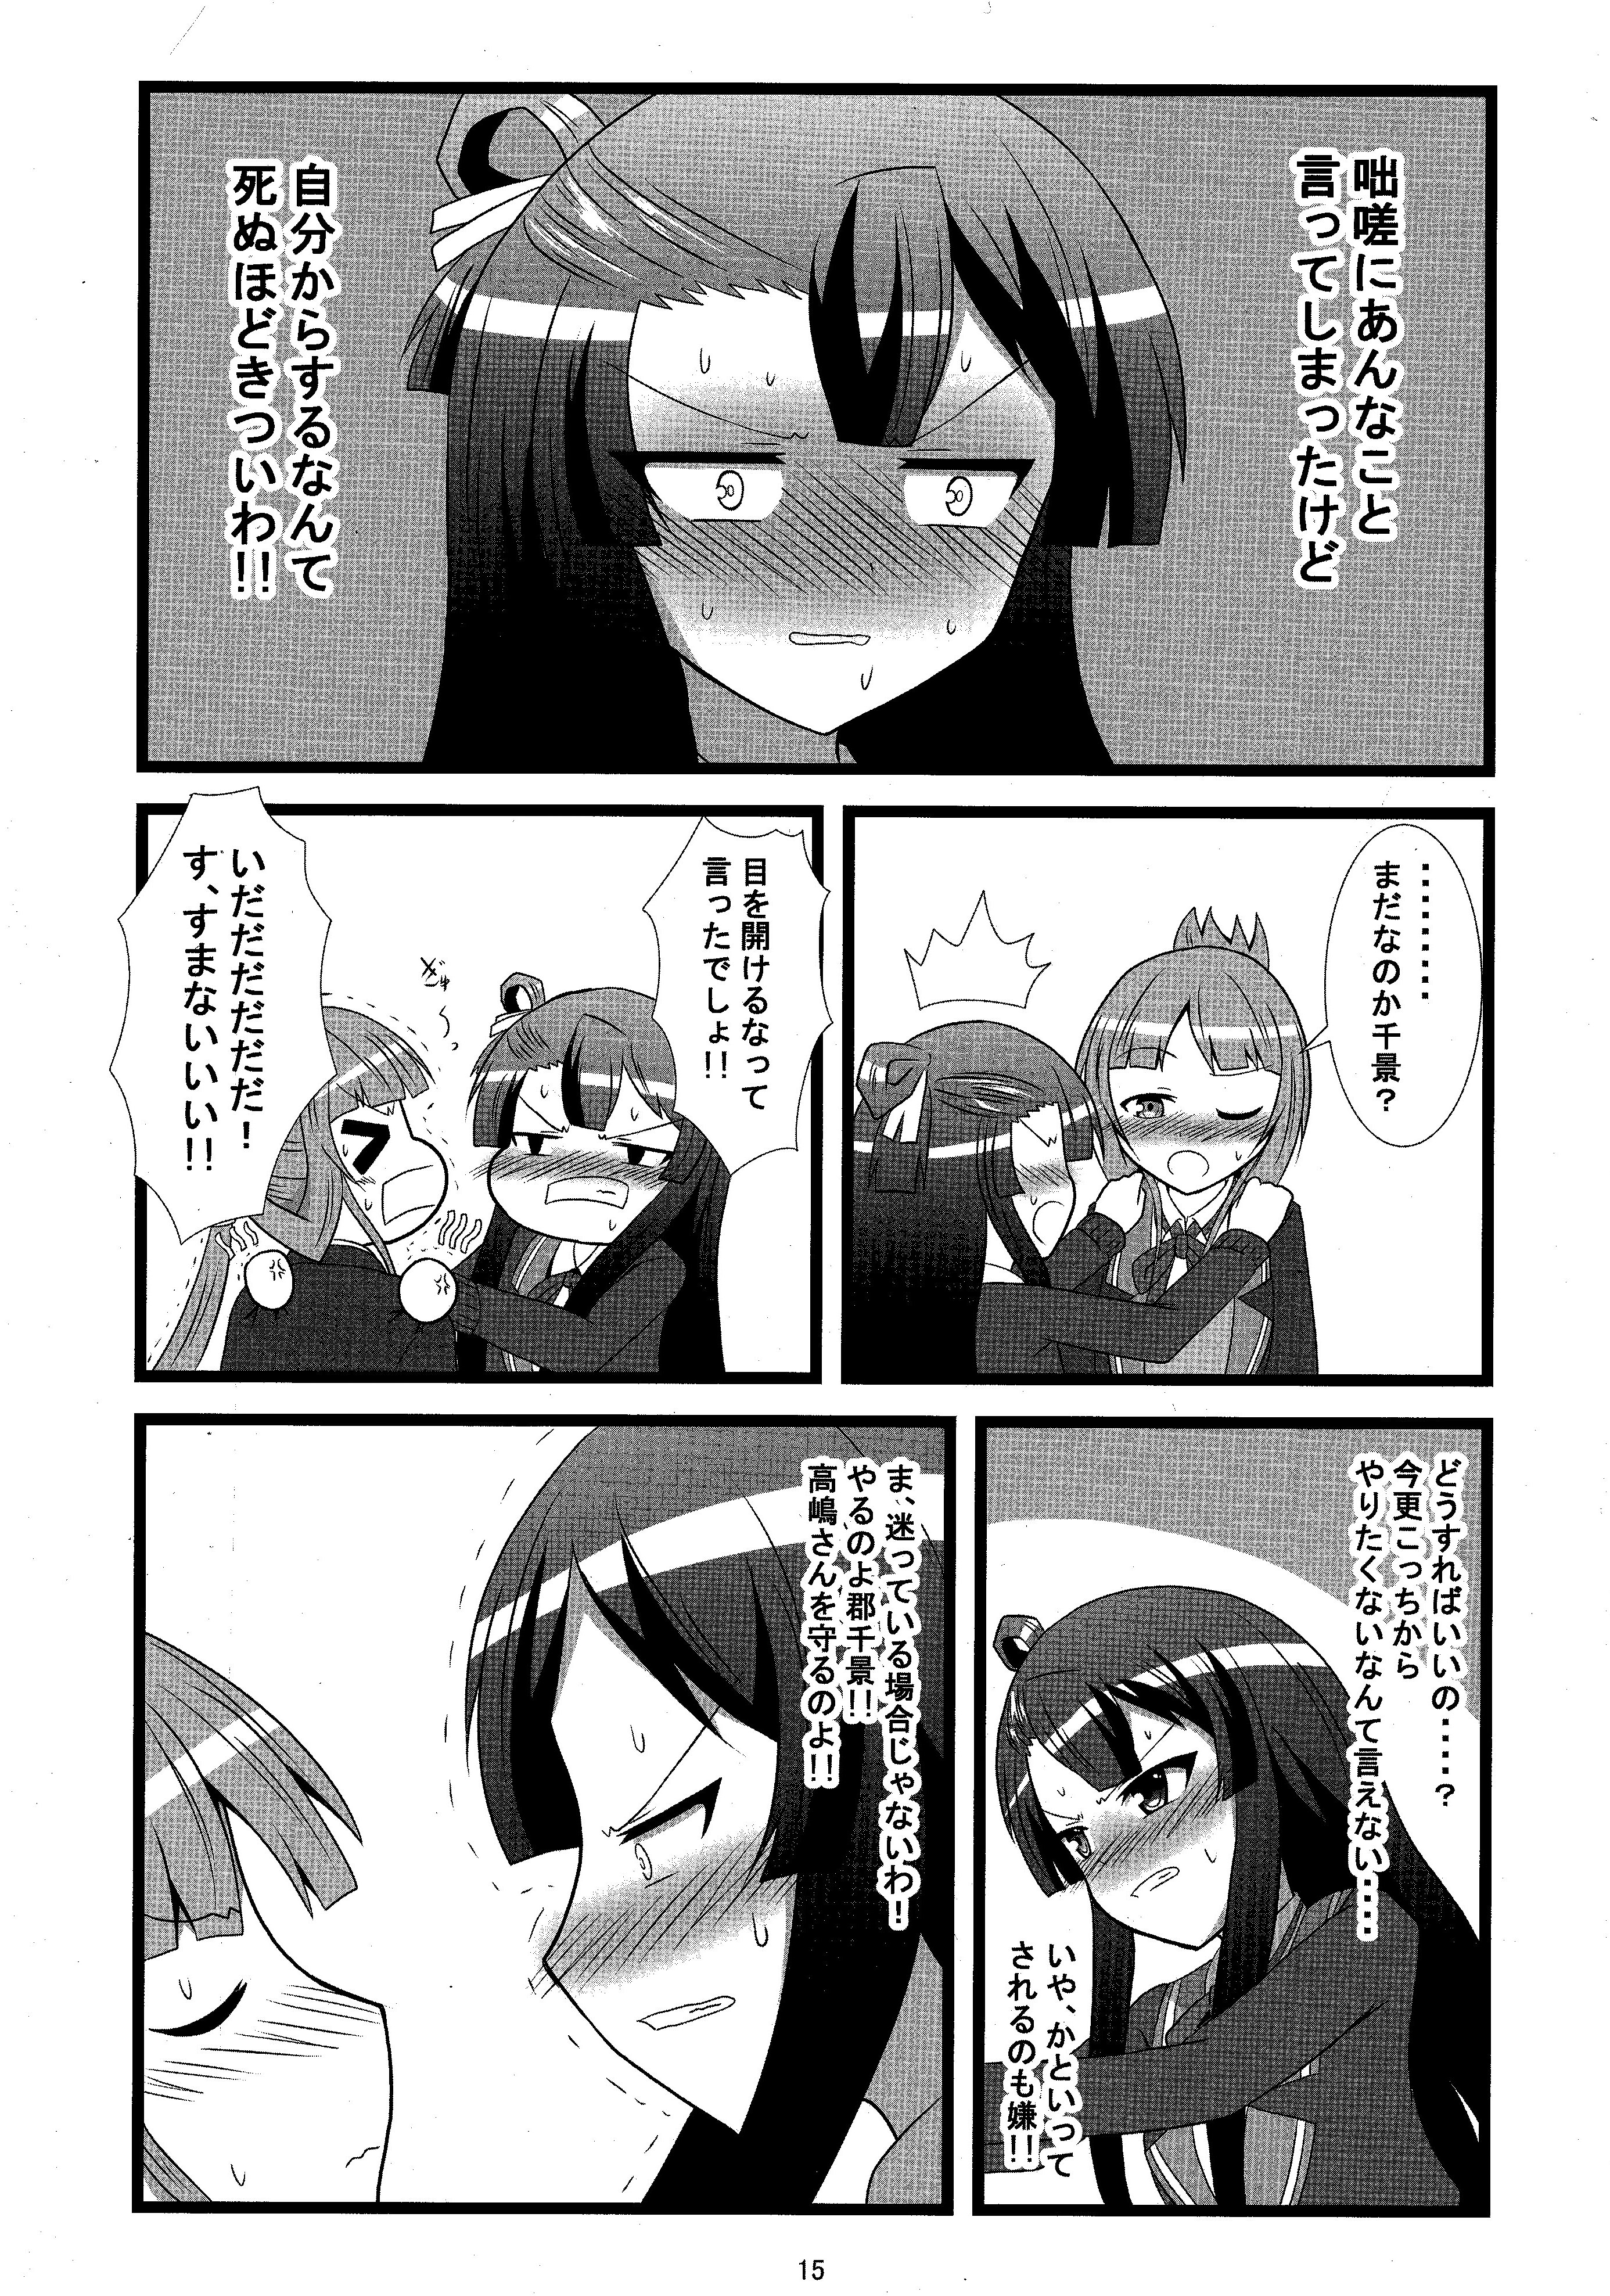 咄嗟にあんなこと
言ってしまったけど
自分からするなんて
死ぬほどきついわ!!
………
まだなのか千景?
目を開けるなって
言ったでしょ!!
ぎゅ〜
いだだだだだだ!
す、すまないいい!!
どうすればいいの……?
今更こっちから
やりたくないなんて言えない……
いや、かといって
されるのも嫌!!
ま、迷っている場合じゃないわ!
やるのよ郡千景!!
高嶋さんを守るのよ!!
15